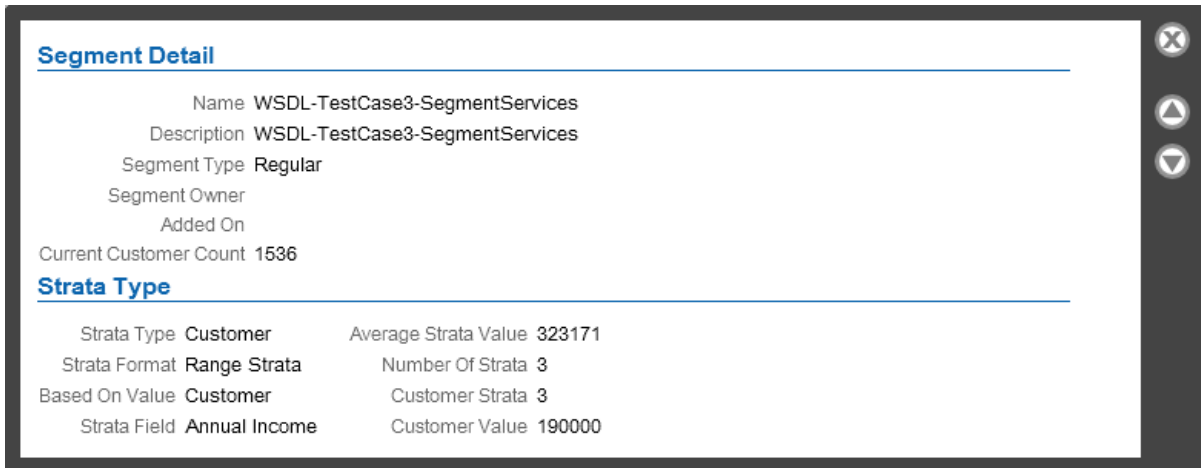 Segment Detail
Name WSDL-TestCase3-SegmentServices
Description WSDL-TestCase3-SegmentServices
Segment Type Regular
Segment Owner
Added On
Current Customer Count 1536
Strata Type
Strata Type Customer Average Strata Value 323171
Strata Format Range Strata Number Of Strata 3
Based On Value Customer Customer Strata 3
Strata Field Annual Income Customer Value 190000